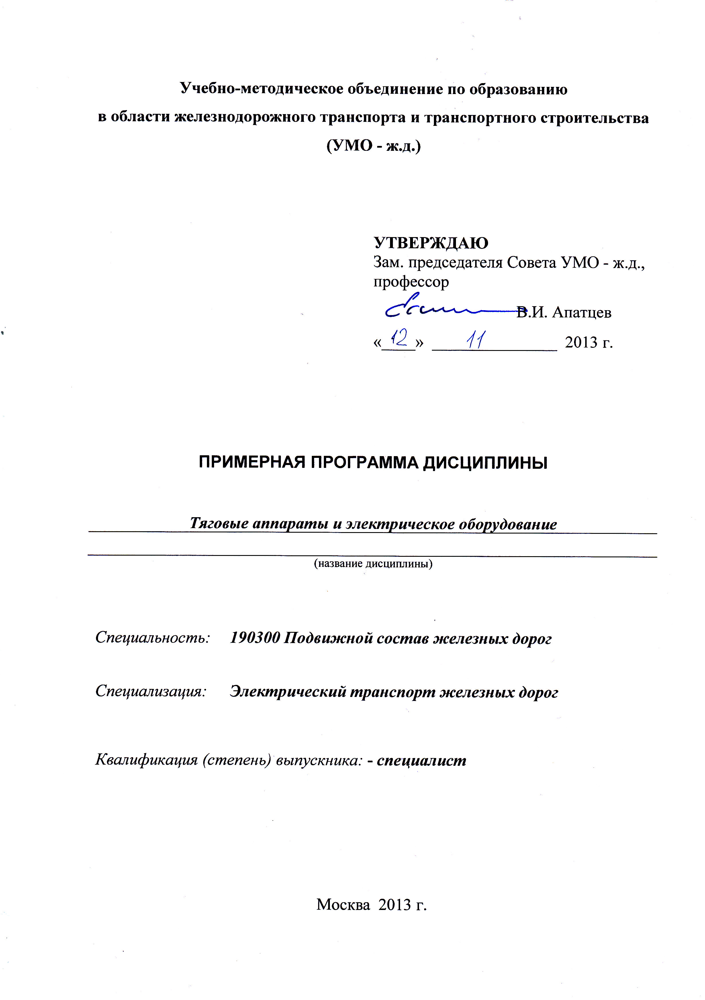 Учебно-методическое объединение по образованию
в области железнодорожного транспорта и транспортного строительства
(УМО - ж.д.)
УТВЕРЖДАЮ
Зам. председателя Совета УМО - ж.д.,
профессор
В.И. Апатцев
«12» 11 2013 г.
ПРИМЕРНАЯ ПРОГРАММА ДИСЦИПЛИНЫ
Тяговые аппараты и электрическое оборудование
(название дисциплины)
Специальность: 190300 Подвижной состав железных дорог
Специализация: Электрический транспорт железных дорог
Квалификация (степень) выпускника: - специалист
Москва 2013 г.